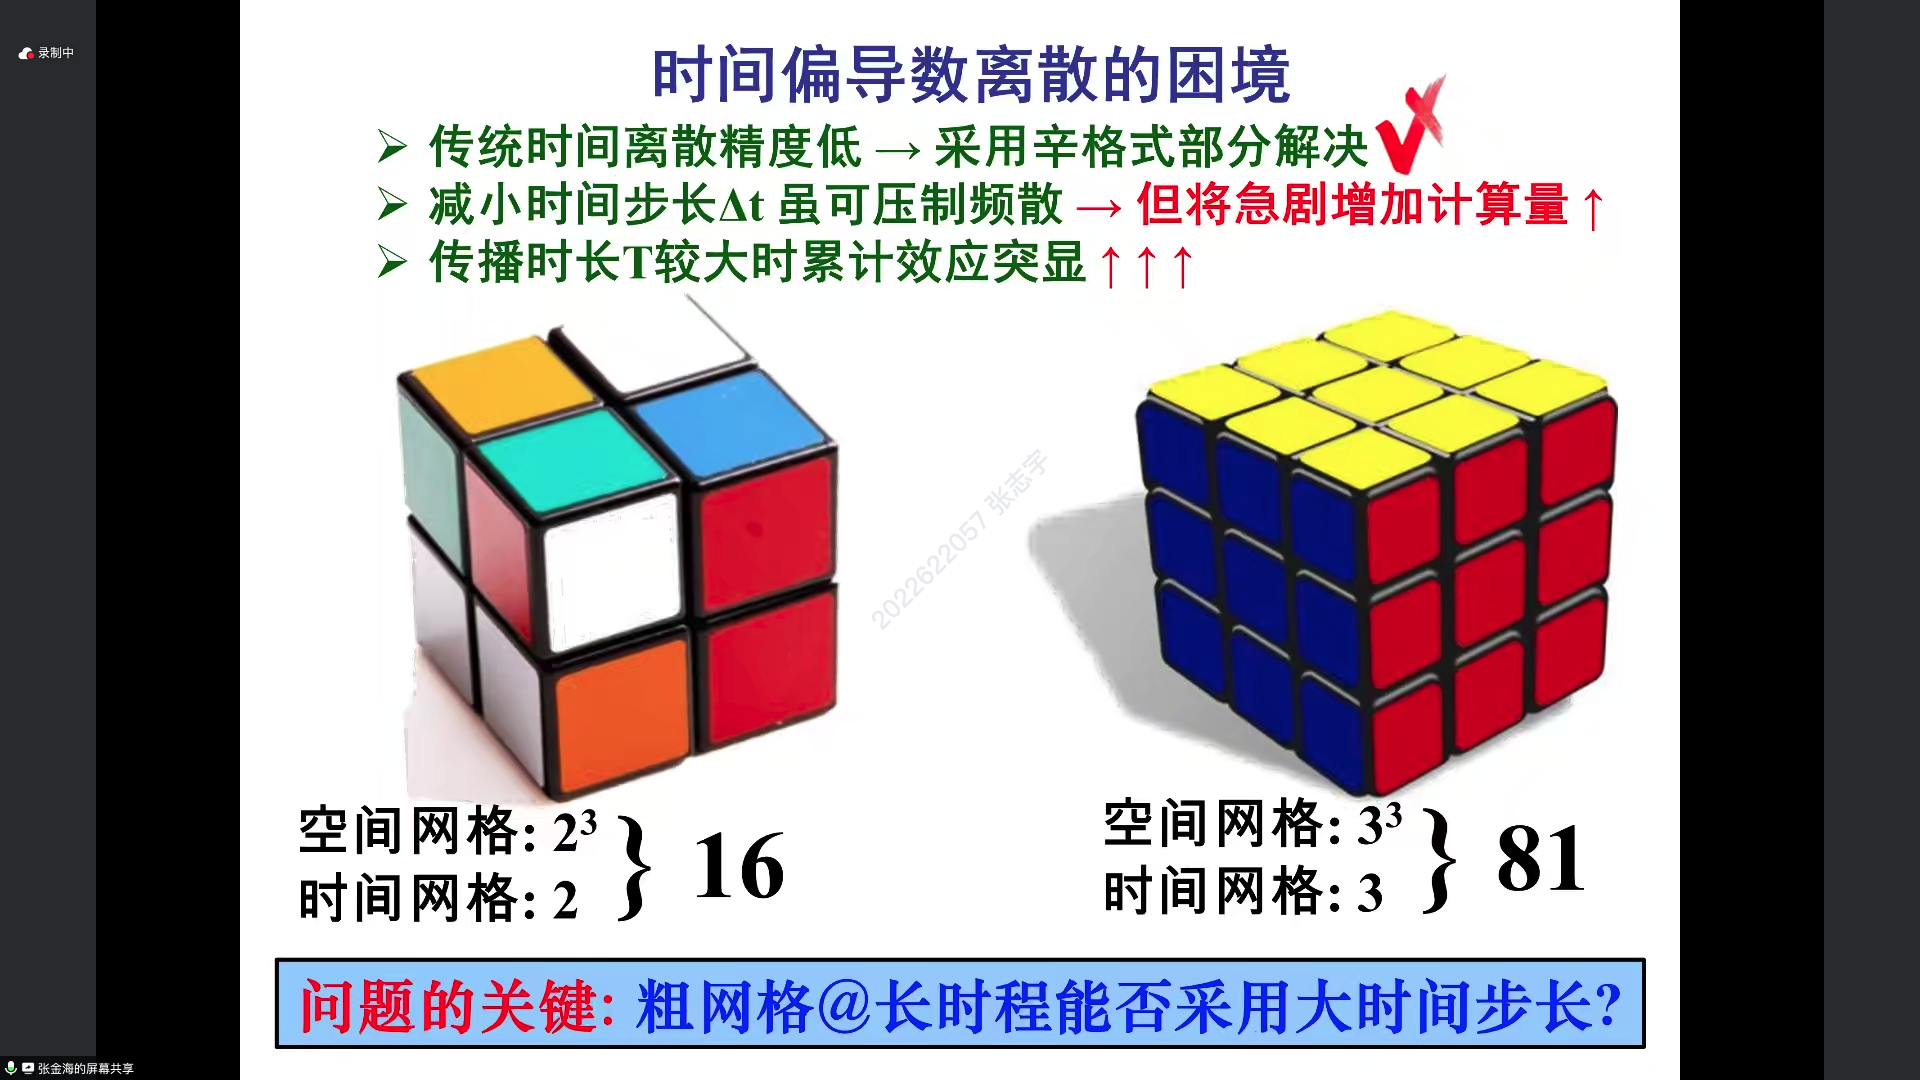 录制中
时间偏导数离散的困境
➢ 传统时间离散精度低 → 采用辛格式部分解决
➢ 减小时间步长Δt 虽可压制频散 → 但将急剧增加计算量 ↑
➢ 传播时长T较大时累计效应突显 ↑ ↑ ↑
2022622057 张志宇
空间网格: 2³
时间网格: 2
} 16
空间网格: 3³
时间网格: 3
} 81
问题的关键: 粗网格@长时程能否采用大时间步长?
张金海的屏幕共享